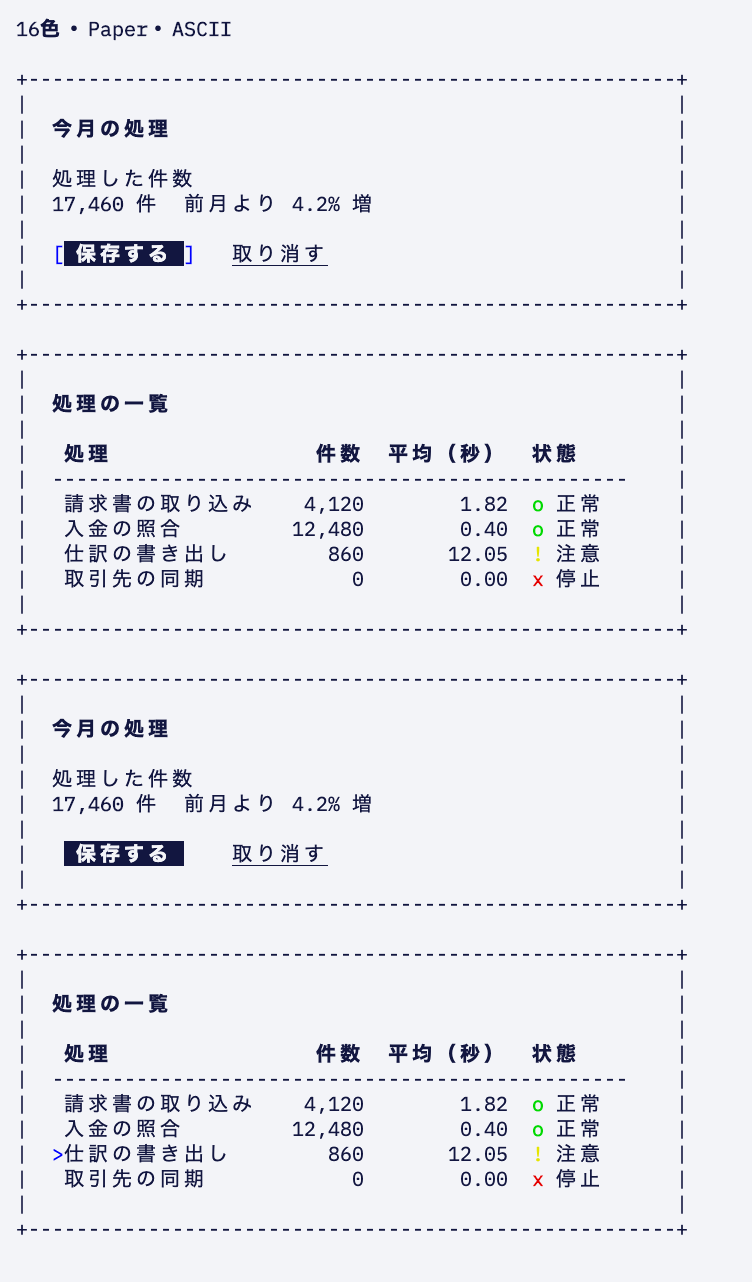 16色 • Paper • ASCII
今月の処理
処理した件数
17,460 件 前月より 4.2% 増
[ 保存する ] 取り消す
処理の一覧
処理 件数 平均 (秒) 状態
請求書の取り込み 4,120 1.82 o 正常
入金の照合 12,480 0.40 o 正常
仕訳の書き出し 860 12.05 ! 注意
取引先の同期 0 0.00 x 停止
今月の処理
処理した件数
17,460 件 前月より 4.2% 増
保存する 取り消す
処理の一覧
処理 件数 平均 (秒) 状態
請求書の取り込み 4,120 1.82 o 正常
入金の照合 12,480 0.40 o 正常
>仕訳の書き出し 860 12.05 ! 注意
取引先の同期 0 0.00 x 停止